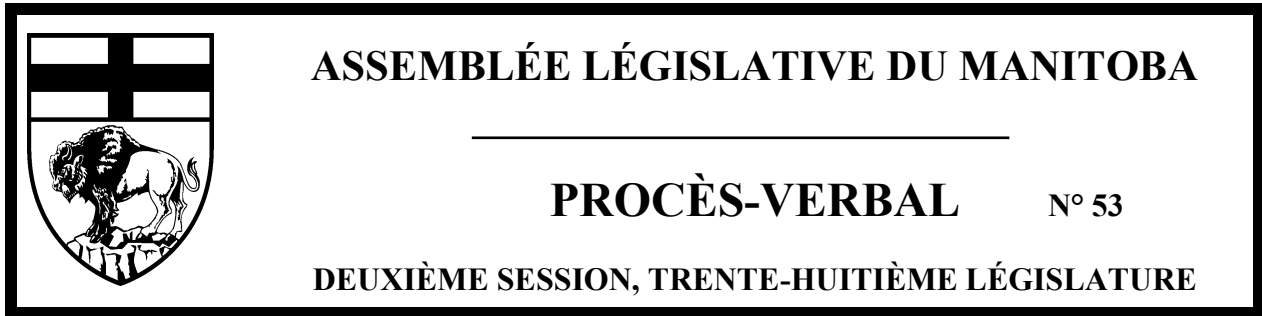 ASSEMBLÉE LÉGISLATIVE DU MANITOBA
PROCÈS-VERBAL N° 53
DEUXIÈME SESSION, TRENTE-HUITIÈME LÉGISLATURE